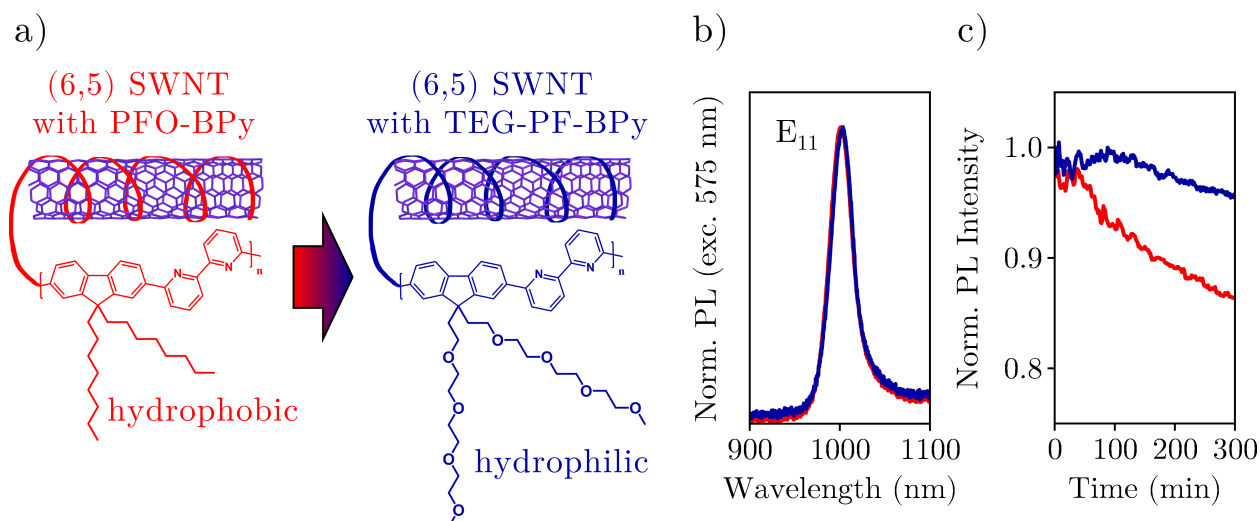 a)
(6,5) SWNT
with PFO-BPy
N
N
n
hydrophobic
(6,5) SWNT
with TEG-PF-BPy
N
N
n
O
O
O
O
O
O
O
O
hydrophilic
b)
Norm. PL (exc. 575 nm)
E11
900
1000
1100
Wavelength (nm)
c)
Norm. PL Intensity
1.0
0.9
0.8
0
100
200
300
Time (min)